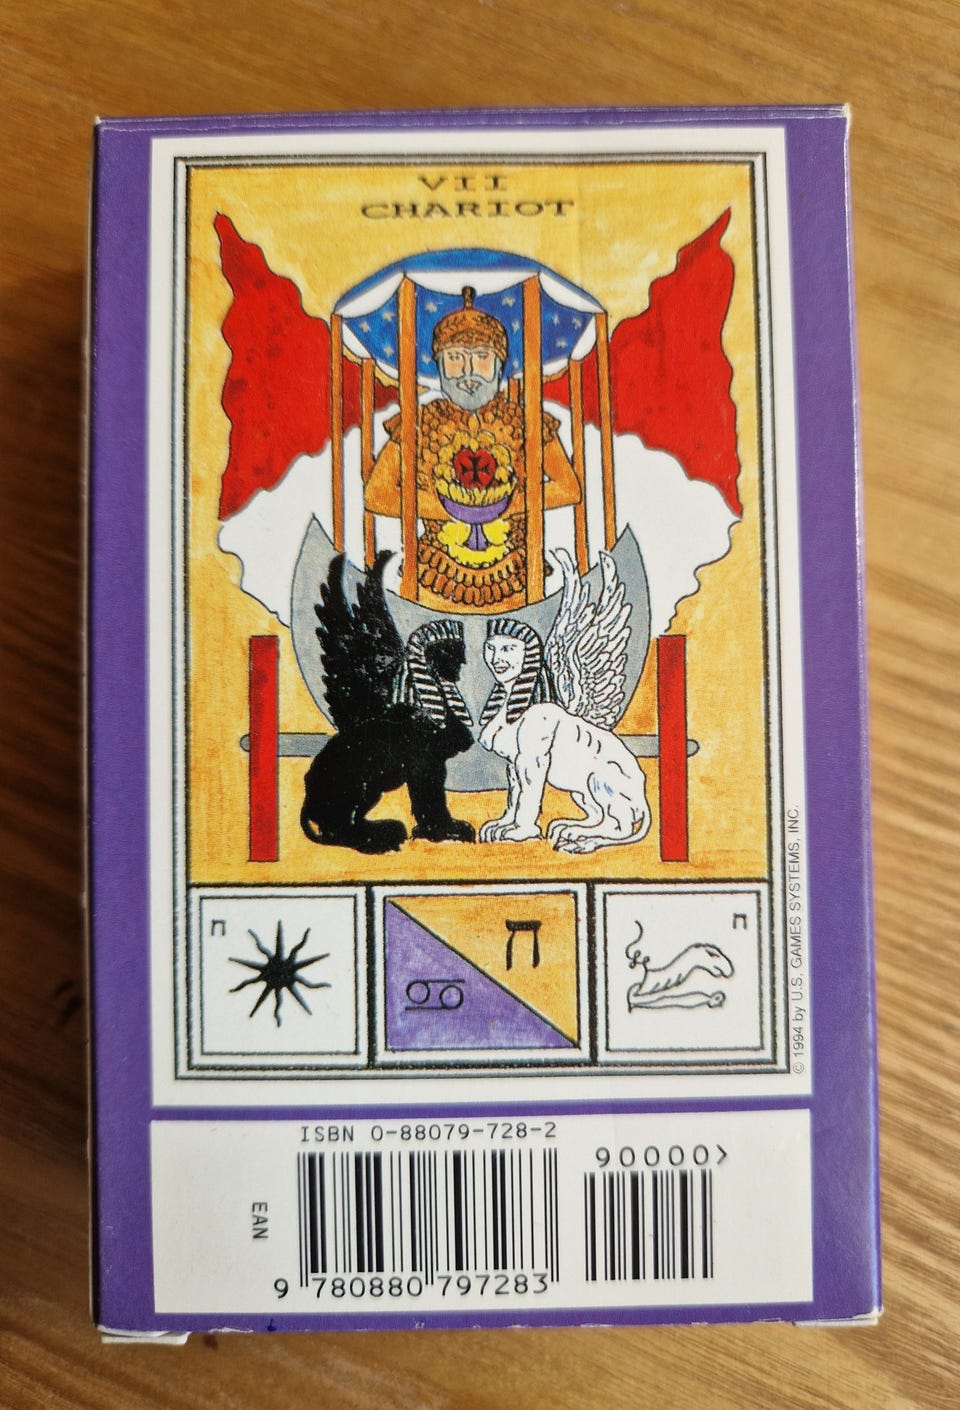 VII
CHARIOT
ח
ח
♋
ח
© 1994 by U.S. GAMES SYSTEMS, INC.
ISBN 0-88079-728-2
90000>
EAN
9 780880 797283